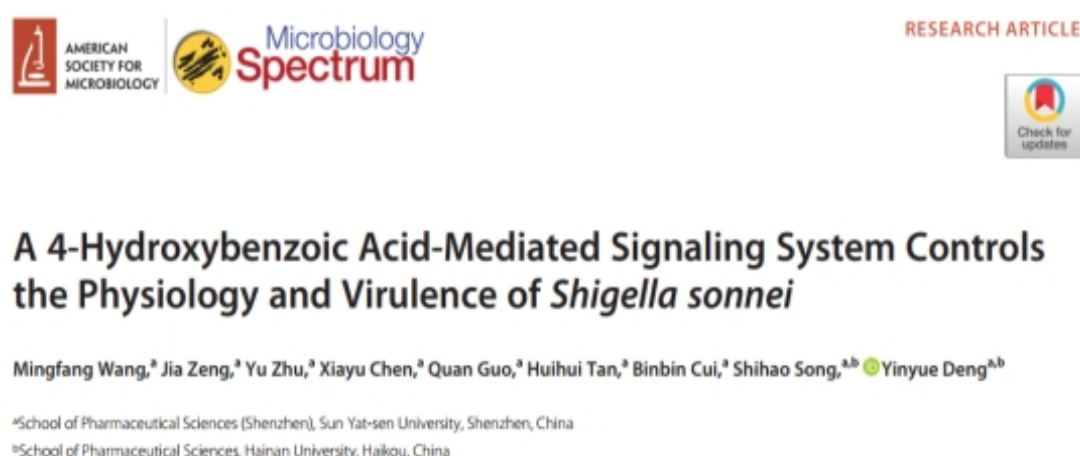 AMERICAN
SOCIETY FOR
MICROBIOLOGY
Microbiology
Spectrum
RESEARCH ARTICLE
Check for
updates
A 4-Hydroxybenzoic Acid-Mediated Signaling System Controls
the Physiology and Virulence of Shigella sonnei
Mingfang Wang,ᵃ Jia Zeng,ᵃ Yu Zhu,ᵃ Xiayu Chen,ᵃ Quan Guo,ᵃ Huihui Tan,ᵃ Binbin Cui,ᵃ Shihao Song,ᵃ,ᵇ iD Yinyue Dengᵃ,ᵇ
ᵃSchool of Pharmaceutical Sciences (Shenzhen), Sun Yat-sen University, Shenzhen, China
ᵇSchool of Pharmaceutical Sciences, Hainan University, Haikou, China